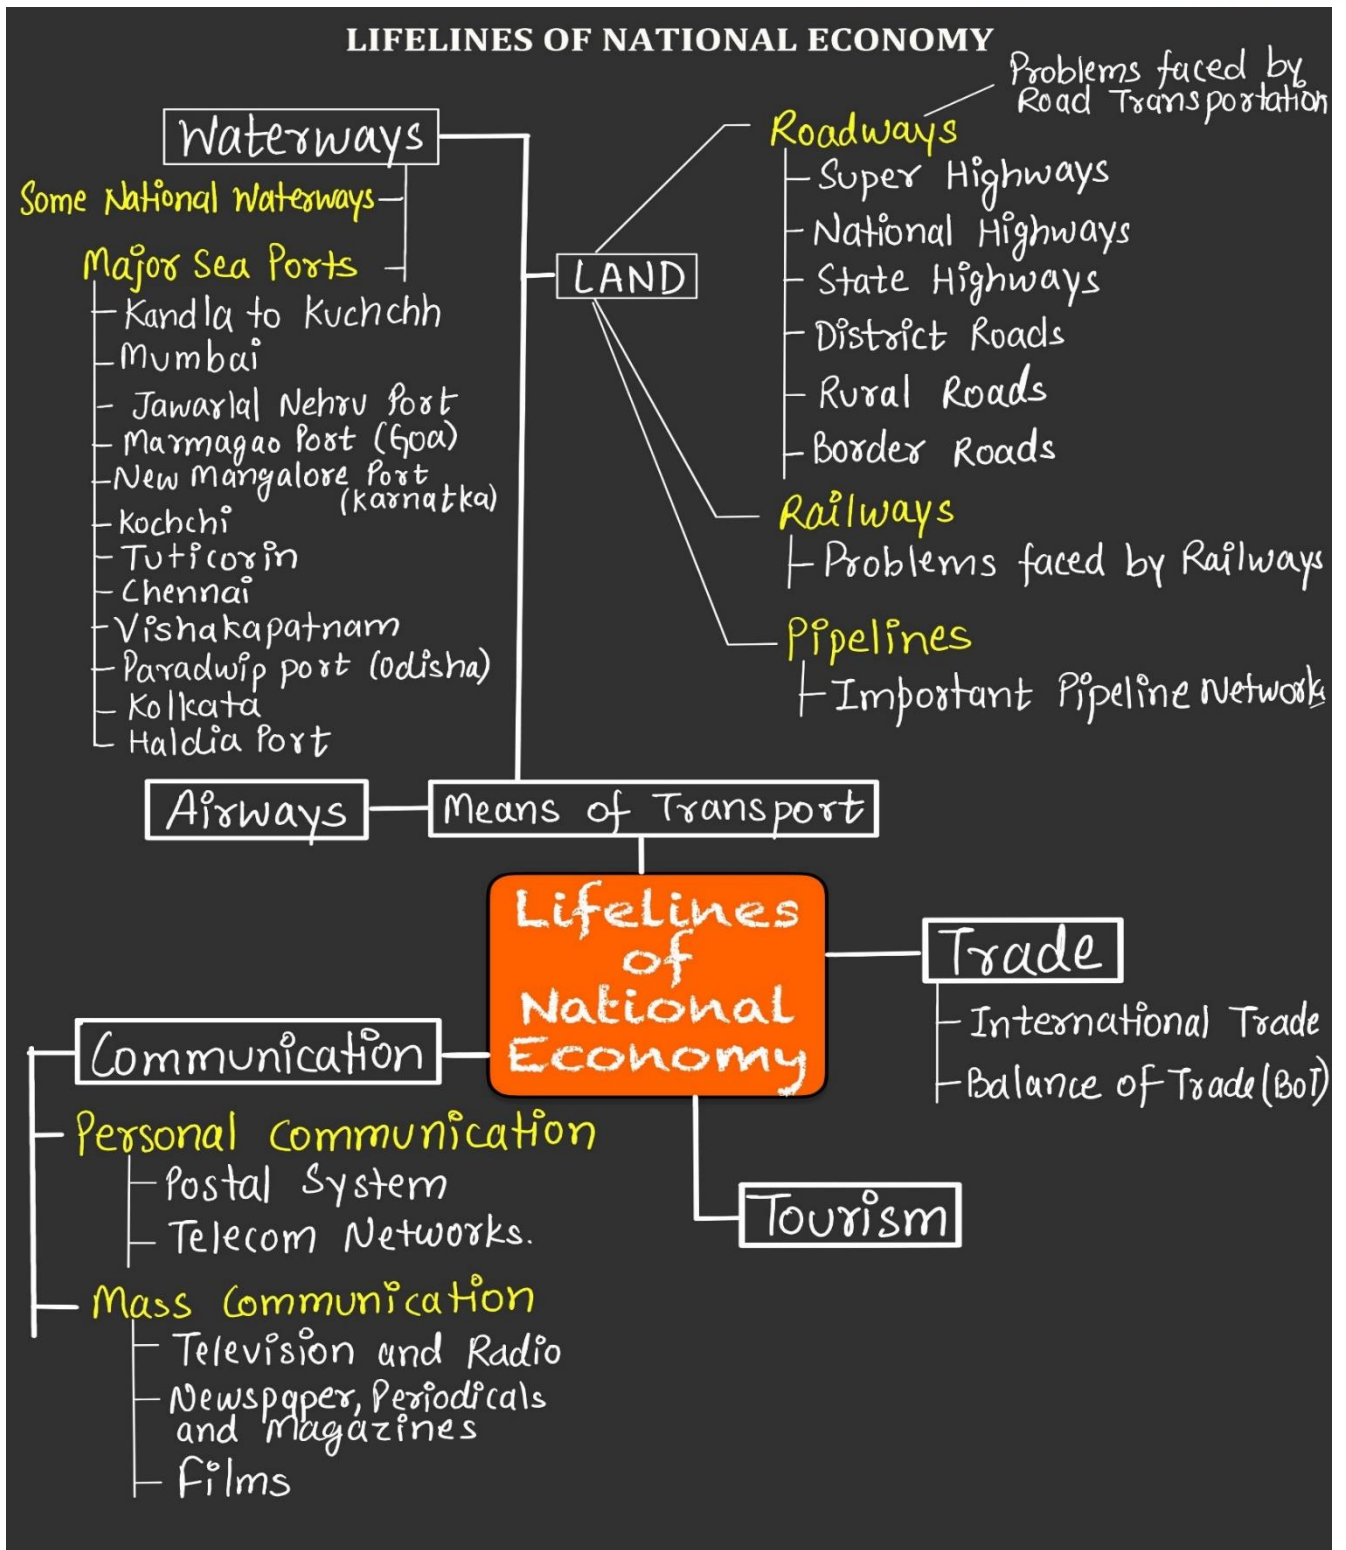 LIFELINES OF NATIONAL ECONOMY
Problems faced by
Road Transportation
Waterways
Some National Waterways
Major Sea Ports
Kandla to Kuchchh
Mumbai
Jawarlal Nehru Port
Marmagao Port (Goa)
New Mangalore Port
(Karnatka)
Kochchi
Tuticorin
Chennai
Vishakapatnam
Paradwip port (Odisha)
Kolkata
Haldia Port
LAND
Roadways
Super Highways
National Highways
State Highways
District Roads
Rural Roads
Border Roads
Railways
Problems faced by Railways
Pipelines
Important Pipeline Network
Airways
Means of Transport
Lifelines
of
National
Economy
Trade
International Trade
Balance of Trade (BoT)
Communication
Personal Communication
Postal System
Telecom Networks.
Mass Communication
Television and Radio
Newspaper, Periodicals
and Magazines
Films
Tourism